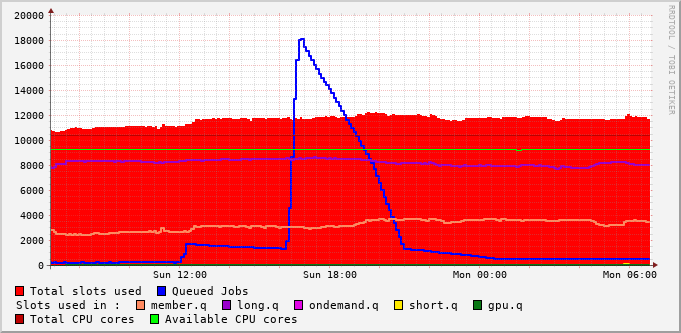 20000
18000
16000
14000
12000
10000
8000
6000
4000
2000
0
Sun 12:00 Sun 18:00 Mon 00:00 Mon 06:00
Total slots used Queued Jobs
Slots used in : member.q long.q ondemand.q short.q gpu.q
Total CPU cores Available CPU cores
RRDTOOL / TOBI OETIKER